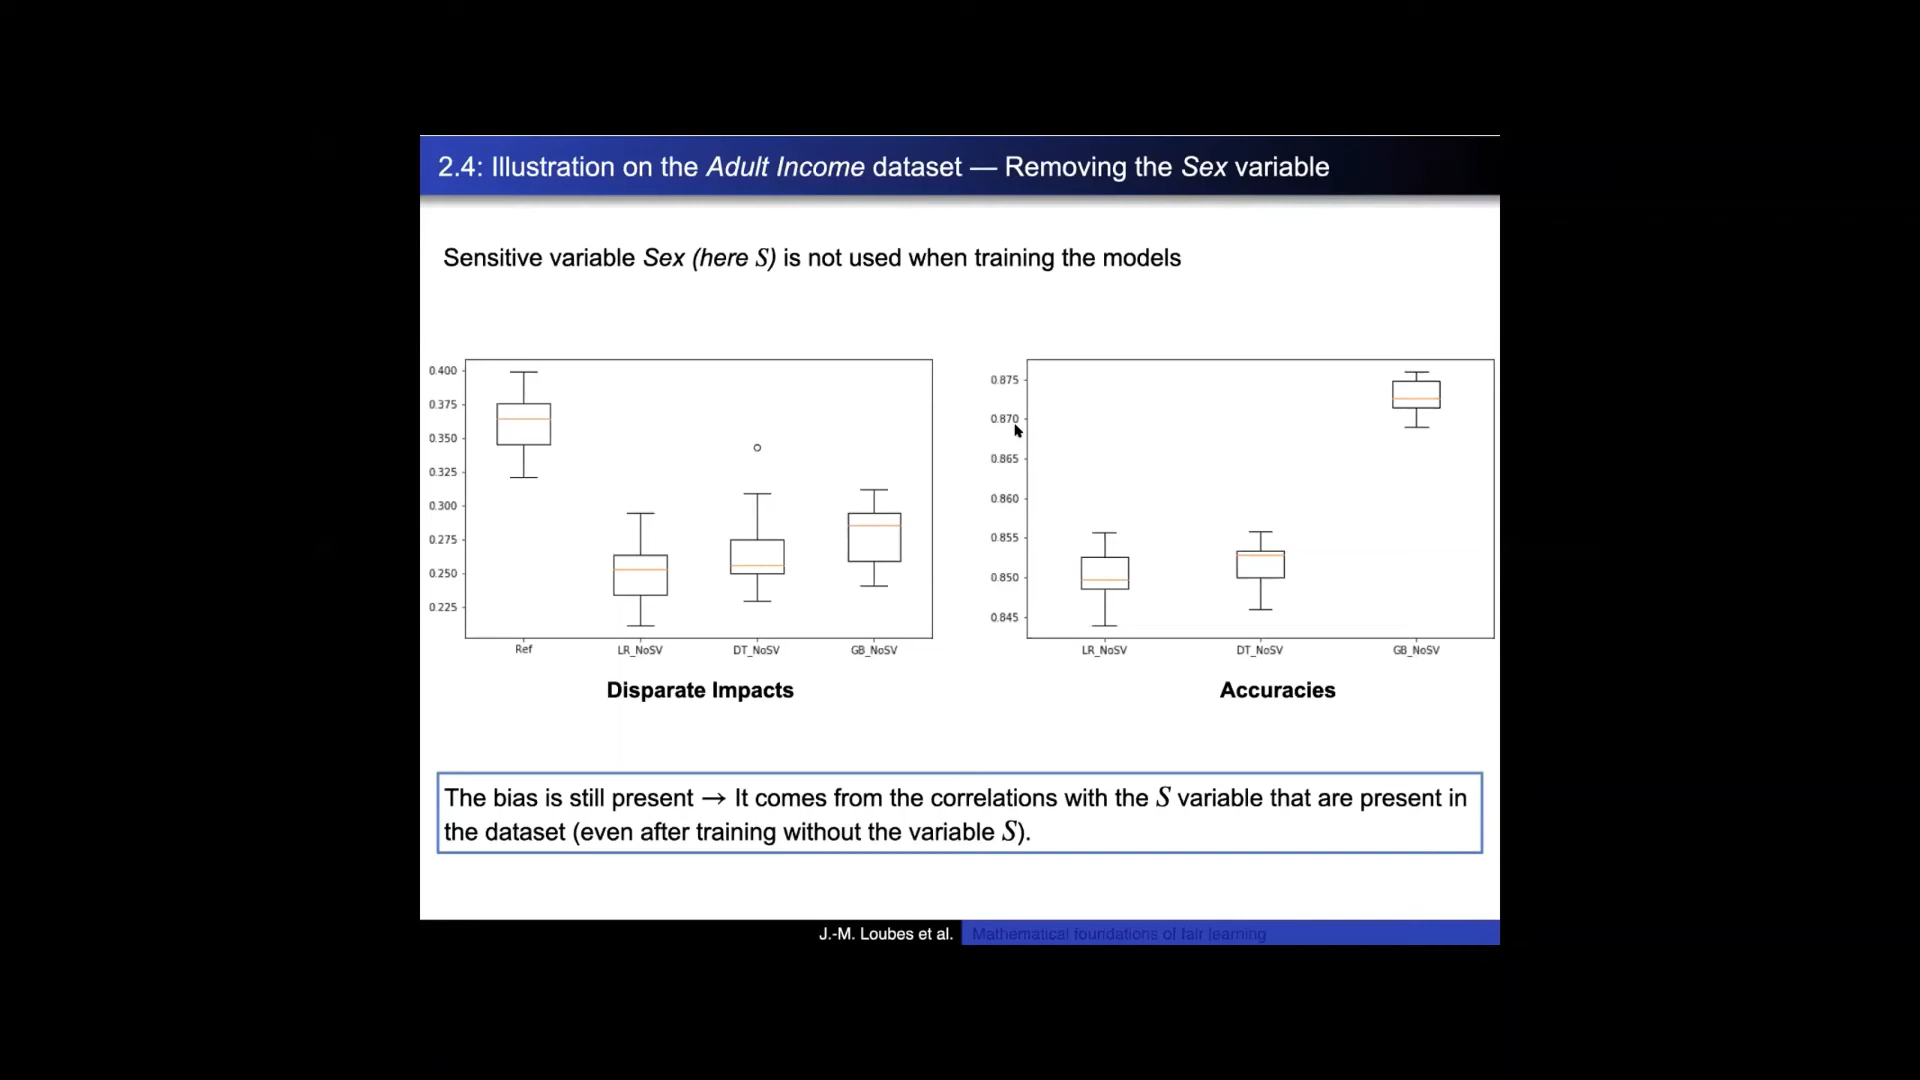 2.4: Illustration on the Adult Income dataset — Removing the Sex variable
Sensitive variable Sex (here S) is not used when training the models
0.400
0.375
0.350
0.325
0.300
0.275
0.250
0.225
Ref LR_NoSV DT_NoSV GB_NoSV
Disparate Impacts
0.875
0.870
0.865
0.860
0.855
0.850
0.845
LR_NoSV DT_NoSV GB_NoSV
Accuracies
The bias is still present → It comes from the correlations with the S variable that are present in
the dataset (even after training without the variable S).
J.-M. Loubes et al. Mathematical foundations of fair learning